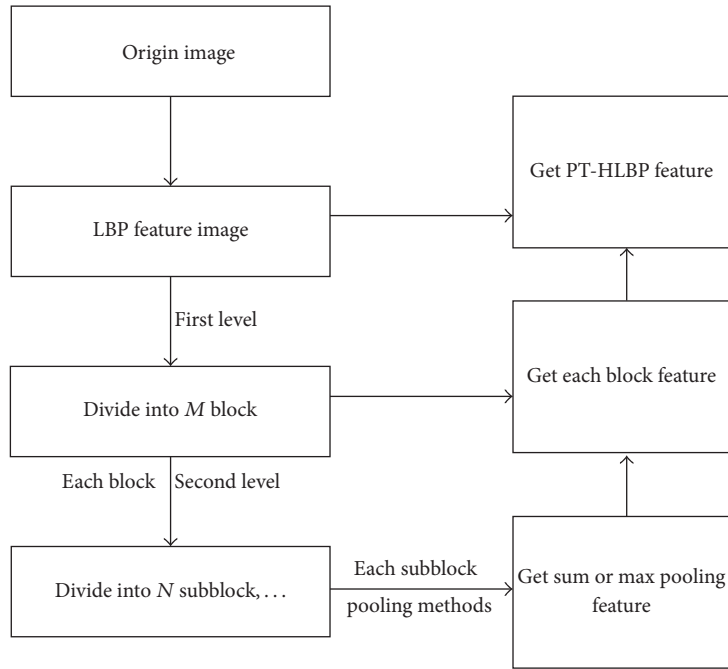 Origin image
LBP feature image
Get PT-HLBP feature
First level
Divide into M block
Get each block feature
Each block
Second level
Divide into N subblock, ...
Each subblock
pooling methods
Get sum or max pooling
feature